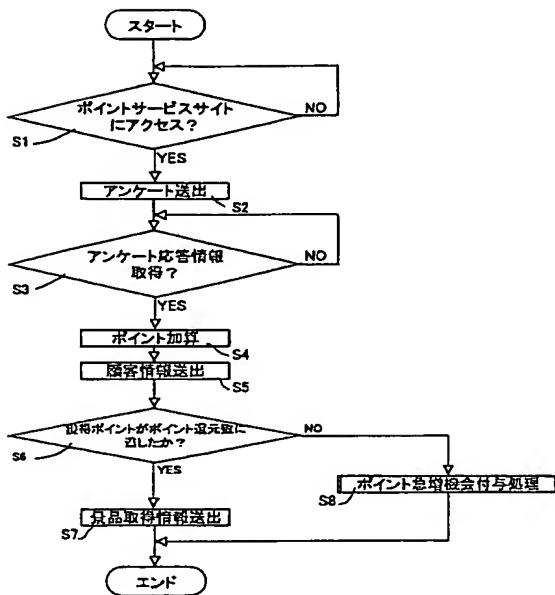 スタート
ポイントサービスサイト
にアクセス?
NO
S1
YES
アンケート送出
S2
アンケート応答情報
取得?
NO
S3
YES
ポイント加算
S4
顧客情報送出
S5
取得ポイントがポイント還元数に
達したか?
NO
S6
YES
ポイント急増機会付与処理
S8
景品取得情報送出
S7
エンド